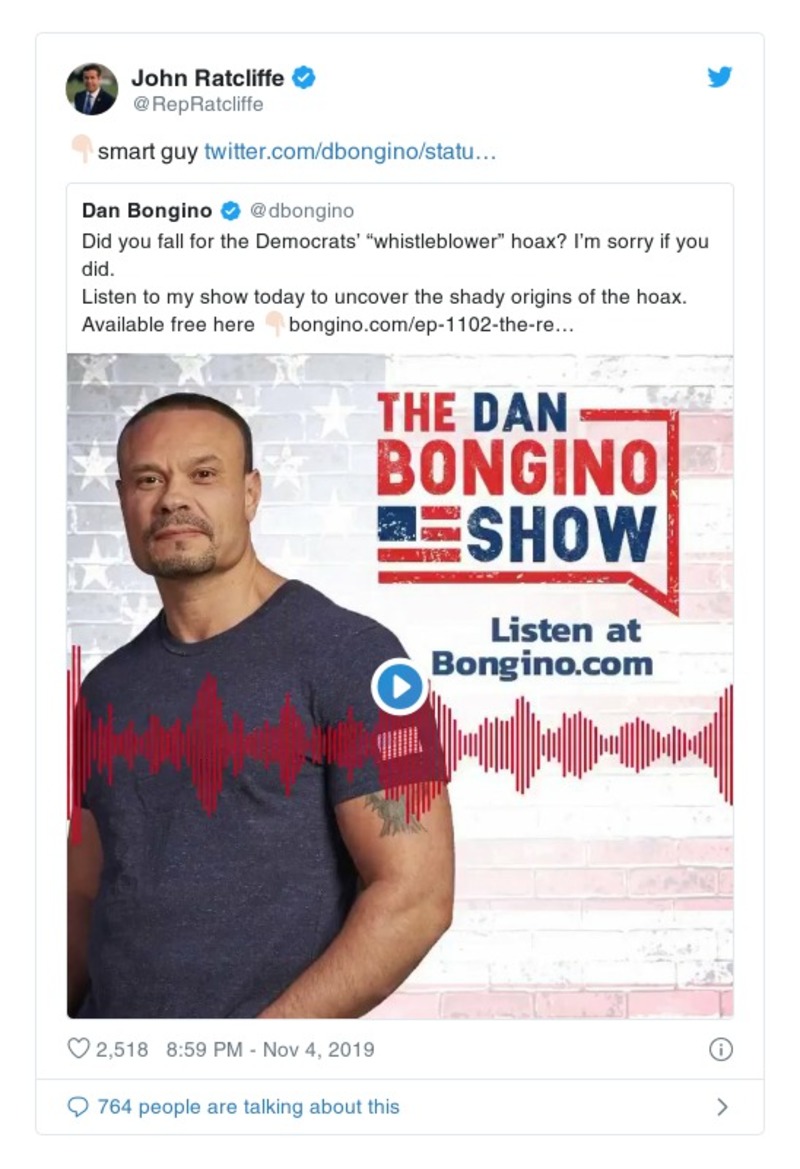 John Ratcliffe
@RepRatcliffe
👇🏻smart guy twitter.com/dbongino/statu…
Dan Bongino @dbongino
Did you fall for the Democrats’ “whistleblower” hoax? I’m sorry if you
did.
Listen to my show today to uncover the shady origins of the hoax.
Available free here 👇🏻bongino.com/ep-1102-the-re…
THE DAN
BONGINO
SHOW
Listen at
Bongino.com
2,518 8:59 PM - Nov 4, 2019
764 people are talking about this